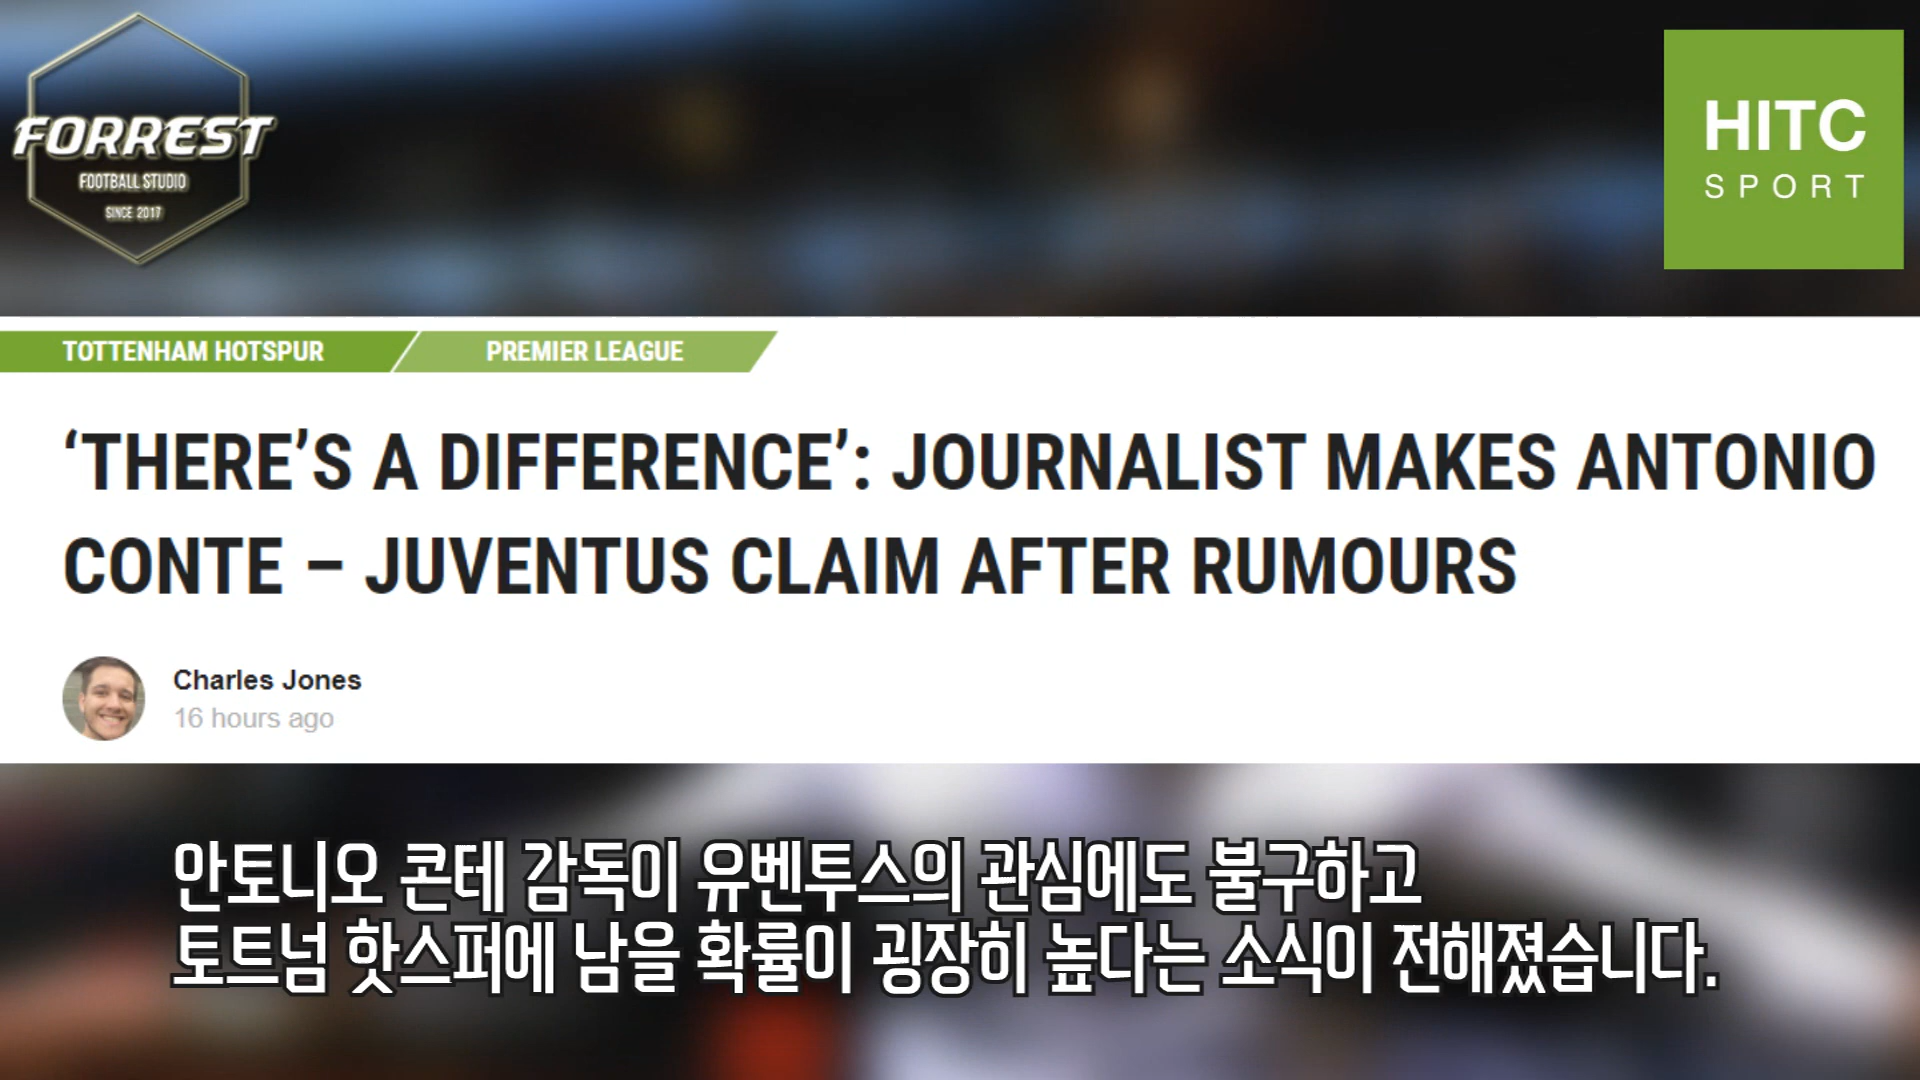 FORREST
FOOTBALL STUDIO
SINCE 2017
HITC
SPORT
TOTTENHAM HOTSPUR
PREMIER LEAGUE
‘THERE’S A DIFFERENCE’: JOURNALIST MAKES ANTONIO
CONTE – JUVENTUS CLAIM AFTER RUMOURS
Charles Jones
16 hours ago
안토니오 콘테 감독이 유벤투스의 관심에도 불구하고
토트넘 핫스퍼에 남을 확률이 굉장히 높다는 소식이 전해졌습니다.